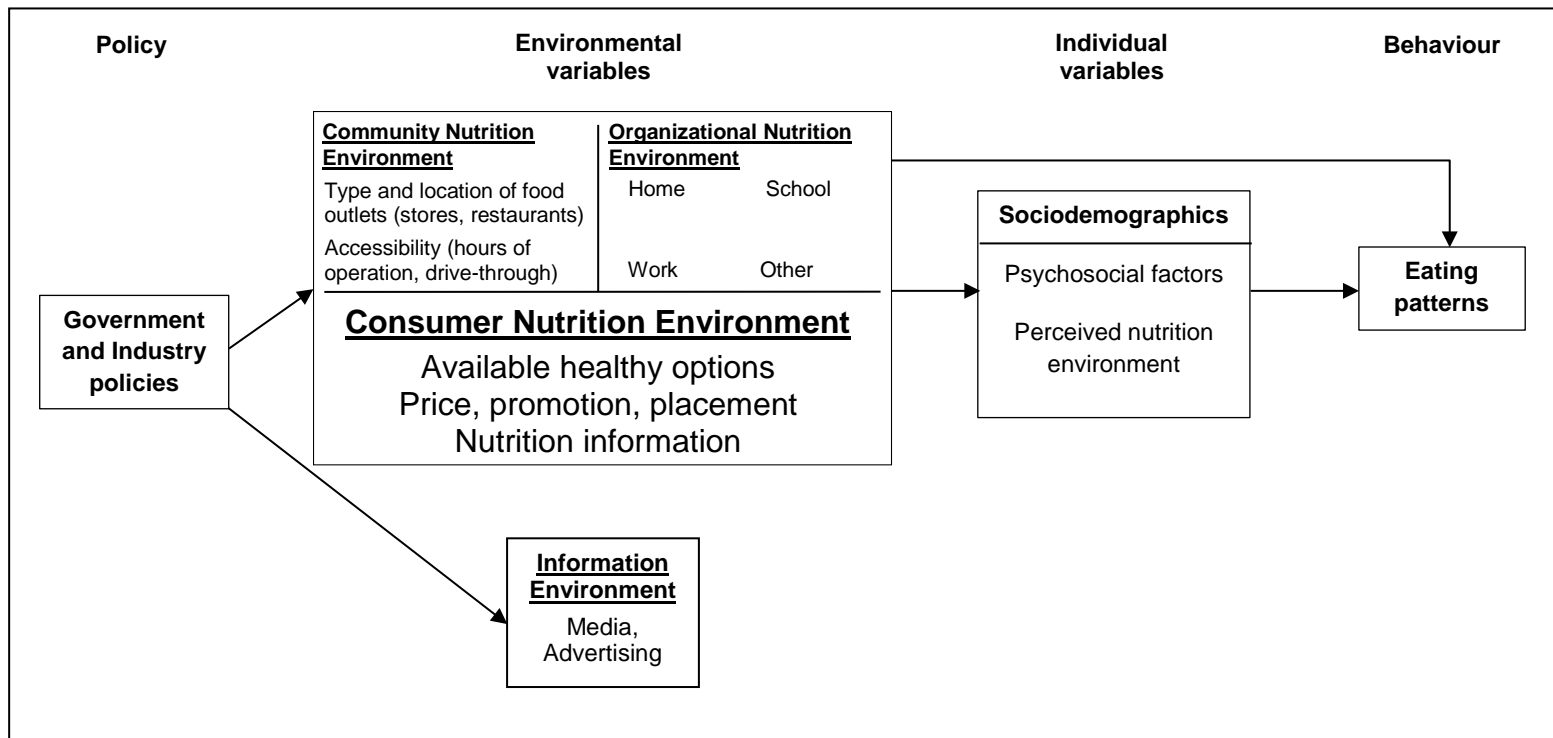 Policy
Environmental
variables
Individual
variables
Behaviour
Community Nutrition
Environment
Type and location of food
outlets (stores, restaurants)
Accessibility (hours of
operation, drive-through)
Organizational Nutrition
Environment
Home School
Work Other
Consumer Nutrition Environment
Available healthy options
Price, promotion, placement
Nutrition information
Government
and Industry
policies
Sociodemographics
Psychosocial factors
Perceived nutrition
environment
Eating
patterns
Information
Environment
Media,
Advertising